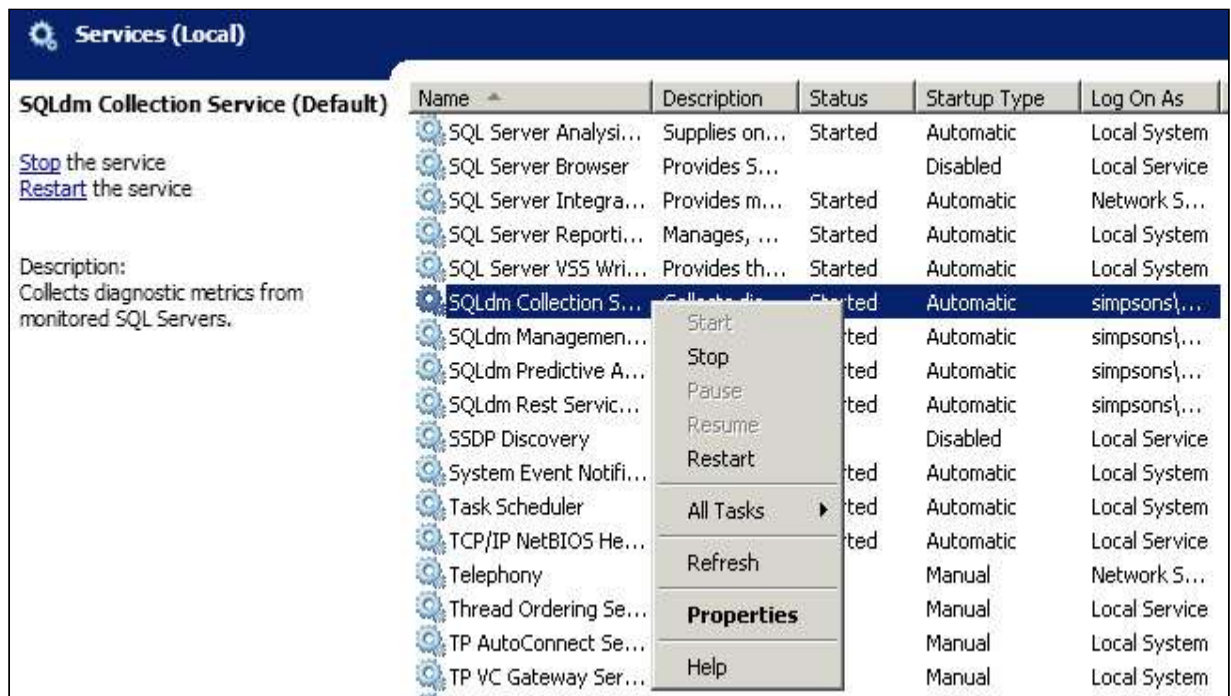 Services (Local)
SQLdm Collection Service (Default)
Stop the service
Restart the service
Description:
Collects diagnostic metrics from
monitored SQL Servers.
Name Description Status Startup Type Log On As
SQL Server Analysi... Supplies on... Started Automatic Local System
SQL Server Browser Provides S... Disabled Local Service
SQL Server Integra... Provides m... Started Automatic Network S...
SQL Server Reporti... Manages, ... Started Automatic Local System
SQL Server VSS Wri... Provides th... Started Automatic Local System
SQLdm Collection S... Automatic simpsons\...
SQLdm Managemen... Automatic simpsons\...
SQLdm Predictive A... Automatic simpsons\...
SQLdm Rest Servic... Automatic simpsons\...
SSDP Discovery Disabled Local Service
System Event Notifi... Automatic Local System
Task Scheduler Automatic Local System
TCP/IP NetBIOS He... Automatic Local Service
Telephony Manual Network S...
Thread Ordering Se... Manual Local Service
TP AutoConnect Se... Manual Local System
TP VC Gateway Ser... Manual Local System
Start
Stop
Pause
Resume
Restart
All Tasks
Refresh
Properties
Help